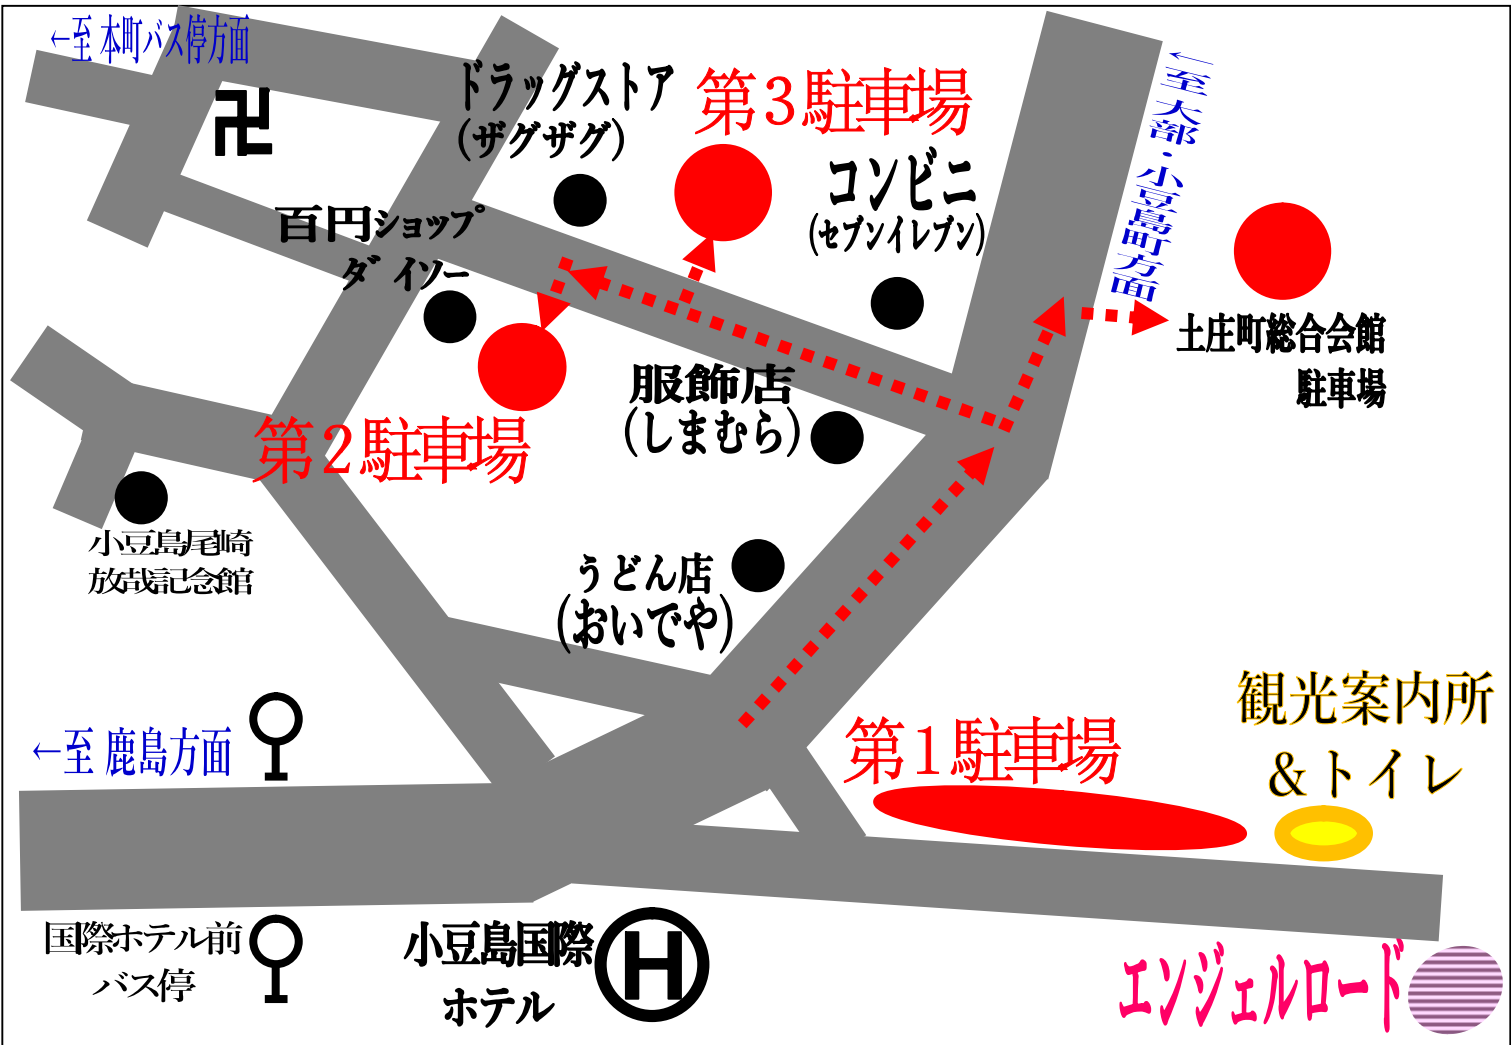 ←至 本町バス停方面
卍
ドラッグストア
(ザグザグ)
第3駐車場
コンビニ
(セブンイレブン)
←至大部・小豆島町方面
百円ショップ
ダイソー
土庄町総合会館
駐車場
服飾店
(しまむら)
第2駐車場
小豆島尾崎
放哉記念館
うどん店
(おいでや)
←至 鹿島方面
第1駐車場
観光案内所
&トイレ
国際ホテル前
バス停
小豆島国際
ホテル
H
エンジェルロード